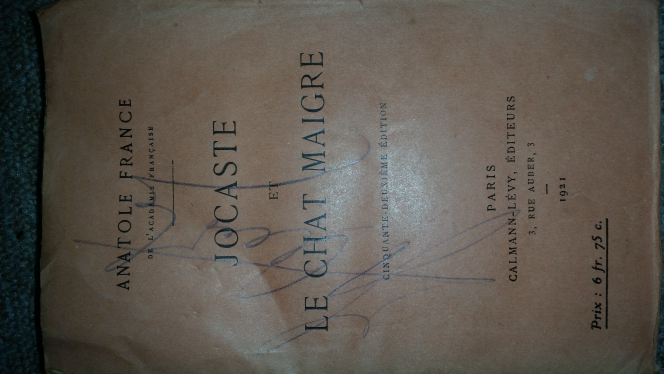 ANATOLE FRANCE
DE L'ACADÉMIE FRANÇAISE
JOCASTE
ET
LE CHAT MAIGRE
CINQUANTE-DEUXIÈME ÉDITION
PARIS
CALMANN-LÉVY, ÉDITEURS
3, RUE AUBER, 3
1921
Prix : 6 fr. 75 c.